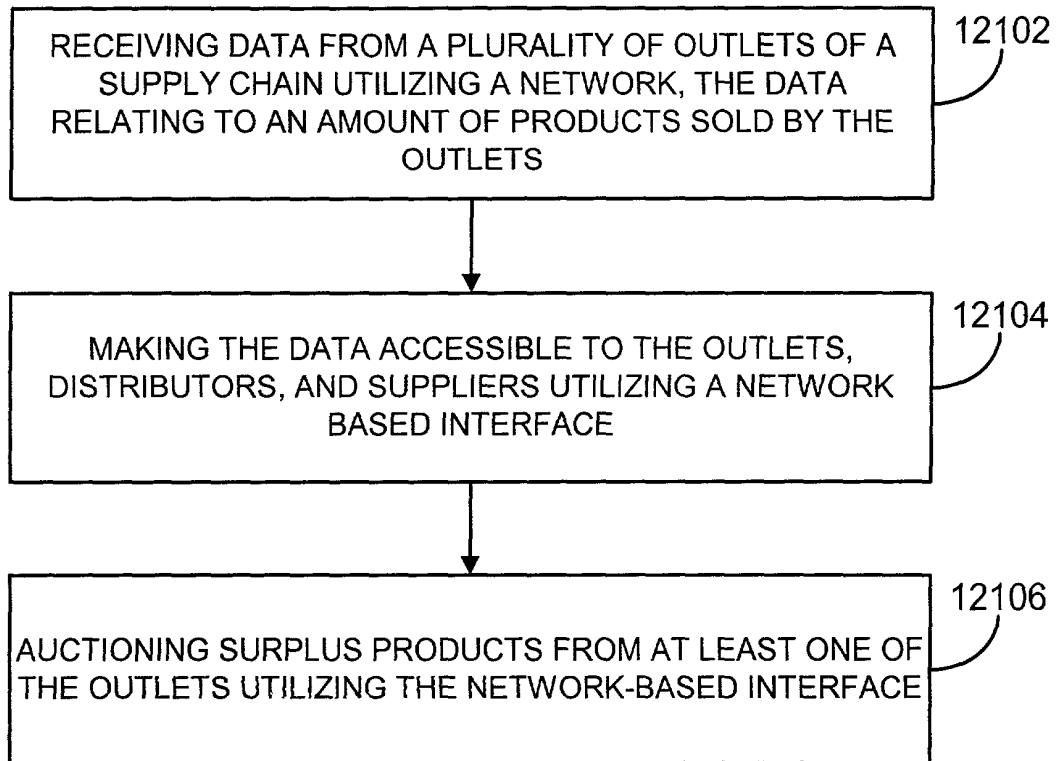 RECEIVING DATA FROM A PLURALITY OF OUTLETS OF A
SUPPLY CHAIN UTILIZING A NETWORK, THE DATA
RELATING TO AN AMOUNT OF PRODUCTS SOLD BY THE
OUTLETS
12102
MAKING THE DATA ACCESSIBLE TO THE OUTLETS,
DISTRIBUTORS, AND SUPPLIERS UTILIZING A NETWORK
BASED INTERFACE
12104
AUCTIONING SURPLUS PRODUCTS FROM AT LEAST ONE OF
THE OUTLETS UTILIZING THE NETWORK-BASED INTERFACE
12106